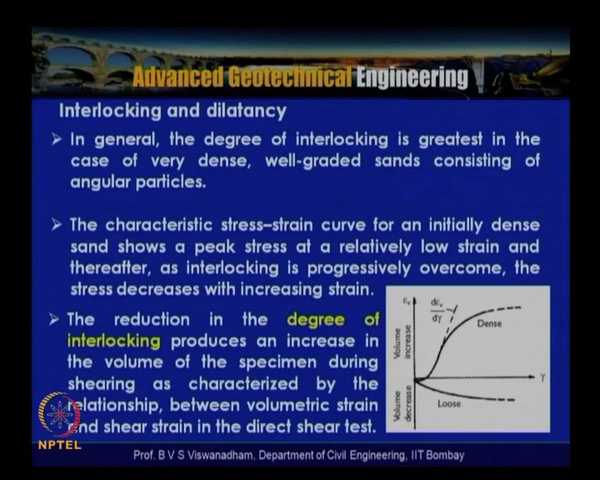 Advanced Geotechnical Engineering
Interlocking and dilatancy
➢ In general, the degree of interlocking is greatest in the
case of very dense, well-graded sands consisting of
angular particles.
➢ The characteristic stress–strain curve for an initially dense
sand shows a peak stress at a relatively low strain and
thereafter, as interlocking is progressively overcome, the
stress decreases with increasing strain.
➢ The reduction in the degree of
interlocking produces an increase in
the volume of the specimen during
shearing as characterized by the
relationship, between volumetric strain
and shear strain in the direct shear test.
εv
dεv
dγ
Dense
Volume
increase
γ
Volume
decrease
Loose
NPTEL
Prof. B V S Viswanadham, Department of Civil Engineering, IIT Bombay